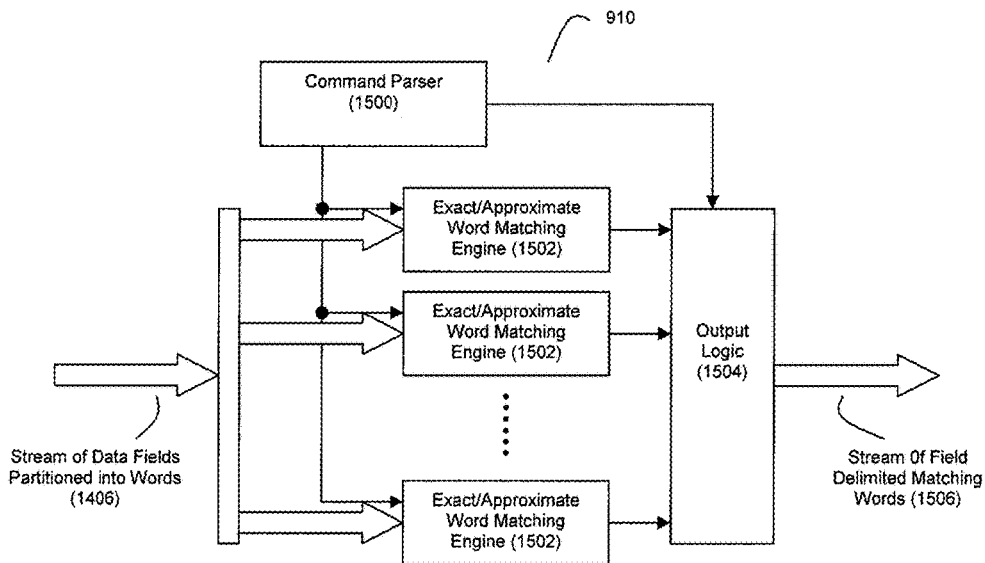 910
Command Parser
(1500)
Exact/Approximate
Word Matching
Engine (1502)
Exact/Approximate
Word Matching
Engine (1502)
Output
Logic
(1504)
Stream of Data Fields
Partitioned into Words
(1406)
Stream 0f Field
Delimited Matching
Words (1506)
Exact/Approximate
Word Matching
Engine (1502)